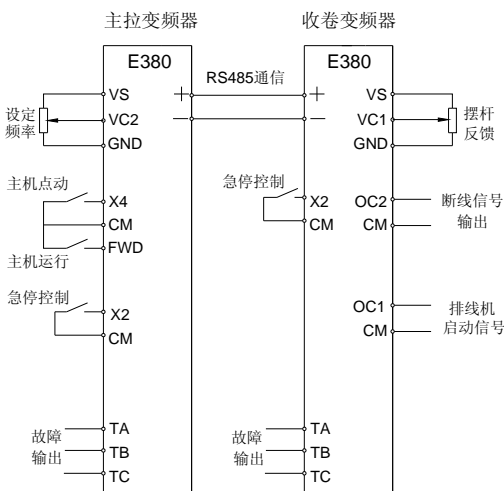 主拉变频器
收卷变频器
E380
E380
RS485通信
设定
频率
VS
VC2
GND
+
−
+
−
VS
VC1
GND
摆杆
反馈
主机点动
X4
CM
FWD
主机运行
急停控制
X2
CM
急停控制
X2
CM
OC2
CM
断线信号
输出
OC1
CM
排线机
启动信号
故障
输出
TA
TB
TC
故障
输出
TA
TB
TC